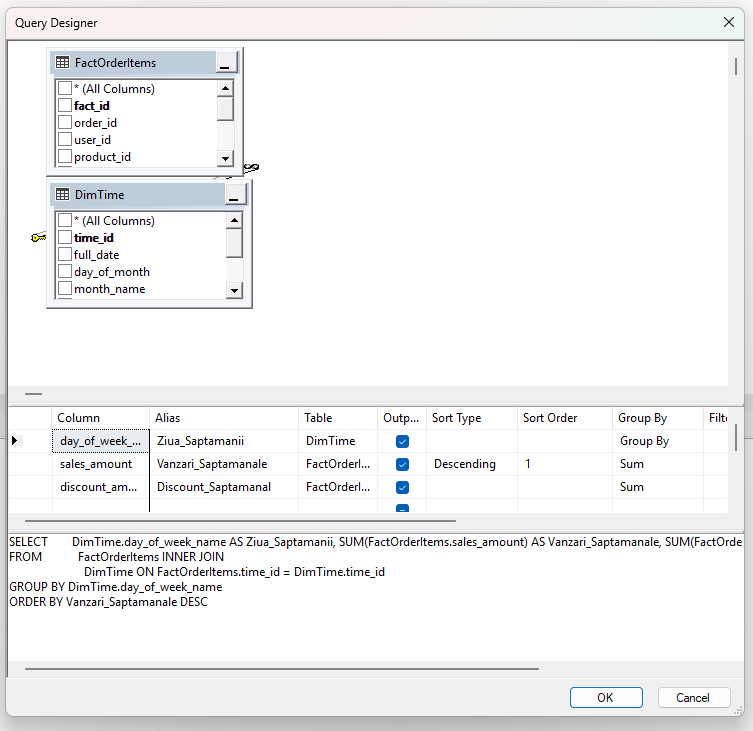 Query Designer
FactOrderItems
* (All Columns)
fact_id
order_id
user_id
product_id
DimTime
* (All Columns)
time_id
full_date
day_of_month
month_name
Column Alias Table Outp... Sort Type Sort Order Group By Filte
day_of_week_... Ziua_Saptamanii DimTime Group By
sales_amount Vanzari_Saptamanale FactOrderI... Descending 1 Sum
discount_am... Discount_Saptamanal FactOrderI... Sum
SELECT DimTime.day_of_week_name AS Ziua_Saptamanii, SUM(FactOrderItems.sales_amount) AS Vanzari_Saptamanale, SUM(FactOrde
FROM FactOrderItems INNER JOIN
DimTime ON FactOrderItems.time_id = DimTime.time_id
GROUP BY DimTime.day_of_week_name
ORDER BY Vanzari_Saptamanale DESC
OK Cancel